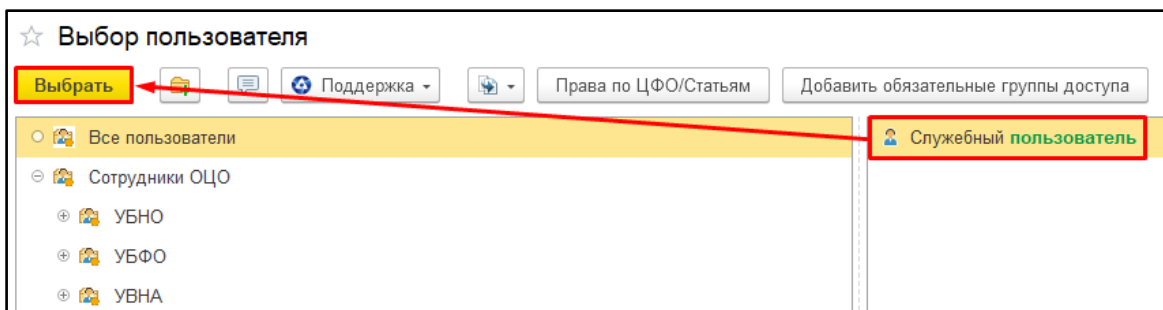 Выбор пользователя
Выбрать Поддержка Права по ЦФО/Статьям Добавить обязательные группы доступа
Все пользователи Служебный пользователь
Сотрудники ОЦО
УБНО
УБФО
УВНА